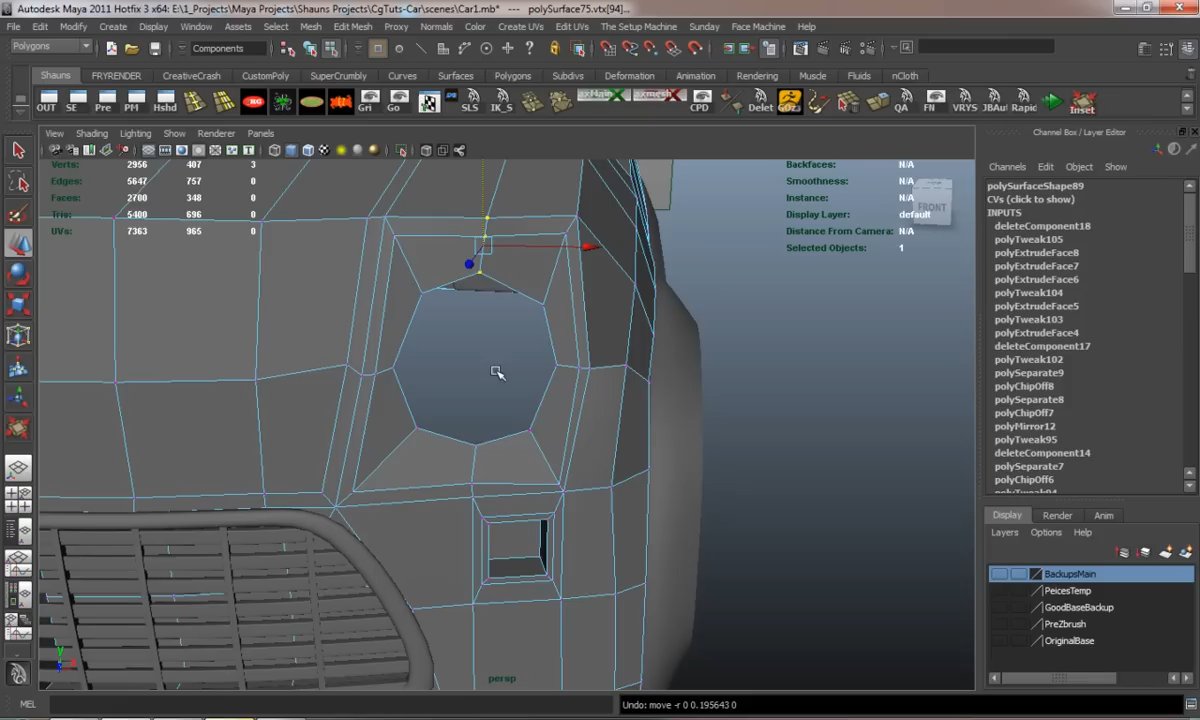 Autodesk Maya 2011 Hotfix 3 x64: E:\1_Projects\Maya Projects\Shauns Projects\CgTuts-Car\scenes\Car1.mb* --- polySurface75.vtx[94]...
File Edit Modify Create Display Window Assets Select Mesh Edit Mesh Proxy Normals Color Create UVs The Setup Machine Sunday Face Machine Help
Polygons Components
Shauns FRYRENDER CreativeCrash CustomPoly SuperCrumbly Curves Surfaces Polygons Subdivs Deformation Animation Rendering Muscle Fluids nCloth
OUT SE Pre PM Hshd Gri Go SLS IK_S CPD Delet GOz QA FN VRYS JBAut Rapic Inset
View Shading Lighting Show Renderer Panels
Verts: 2956 407 3
Edges: 5647 757 0
Faces: 2700 348 0
Tris: 5400 696 0
UVs: 7363 965 0
Backfaces: N/A
Smoothness: N/A
Instance: N/A
Display Layer: default
Distance From Camera: N/A
Selected Objects: 1
FRONT
persp
Channel Box / Layer Editor
Channels Edit Object Show
polySurfaceShape89
CVs (click to show)
INPUTS
deleteComponent18
polyTweak105
polyExtrudeFace8
polyExtrudeFace7
polyExtrudeFace6
polyTweak104
polyExtrudeFace5
polyTweak103
polyExtrudeFace4
deleteComponent17
polyTweak102
polySeparate9
polyChipOff8
polySeparate8
polyChipOff7
polyMirror12
polyTweak95
deleteComponent14
polySeparate7
polyChipOff6
polyTweak94
Display Render Anim
Layers Options Help
BackupsMain
PeicesTemp
GoodBaseBackup
PreZbrush
OriginalBase
MEL
Undo: move -r 0 0.195643 0